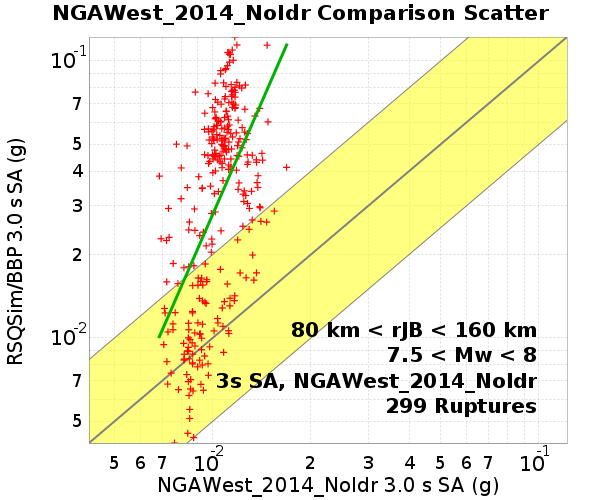 NGAWest_2014_NoIdr Comparison Scatter
RSQSim/BBP 3.0 s SA (g)
10⁻¹
7
5
4
3
2
10⁻²
7
5
80 km < rJB < 160 km
7.5 < Mw < 8
3s SA, NGAWest_2014_NoIdr
299 Ruptures
5 6 7 10⁻² 2 3 4 5 6 7 10⁻¹
NGAWest_2014_NoIdr 3.0 s SA (g)